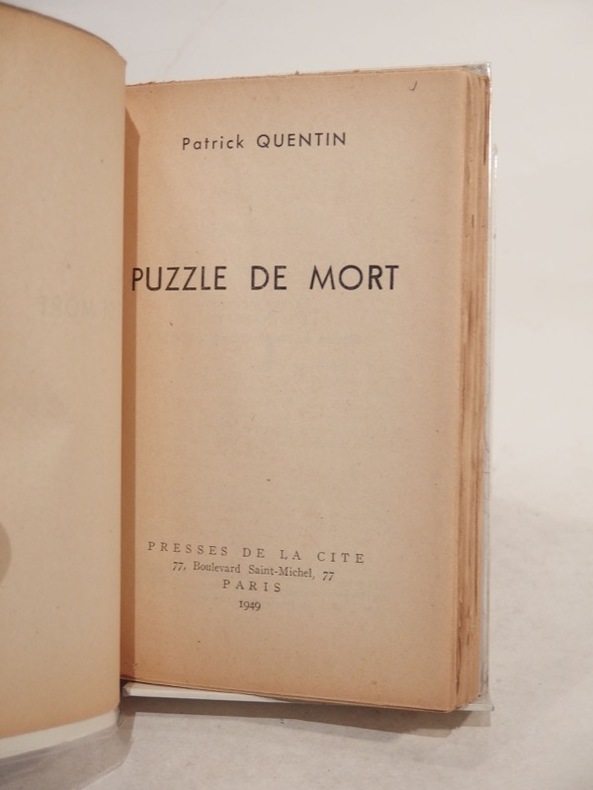 Patrick QUENTIN
PUZZLE DE MORT
PRESSES DE LA CITE
77, Boulevard Saint-Michel, 77
PARIS
1949